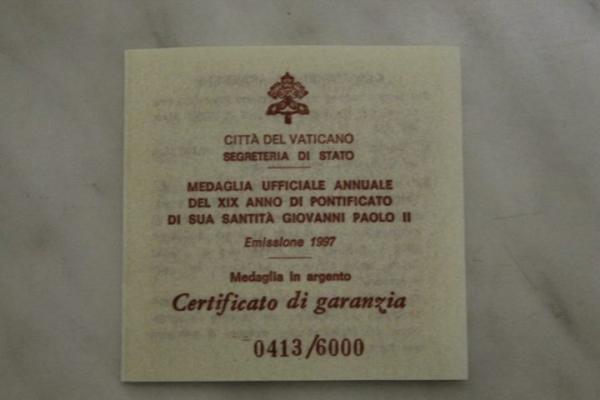 CITTÀ DEL VATICANO
SEGRETERIA DI STATO
MEDAGLIA UFFICIALE ANNUALE
DEL XIX ANNO DI PONTIFICATO
DI SUA SANTITÀ GIOVANNI PAOLO II
Emissione 1997
Medaglia in argento
Certificato di garanzia
0413/6000